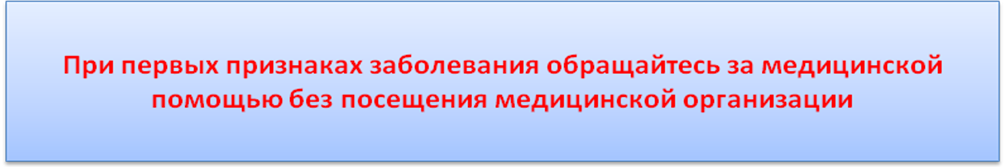 При первых признаках заболевания обращайтесь за медицинской
помощью без посещения медицинской организации